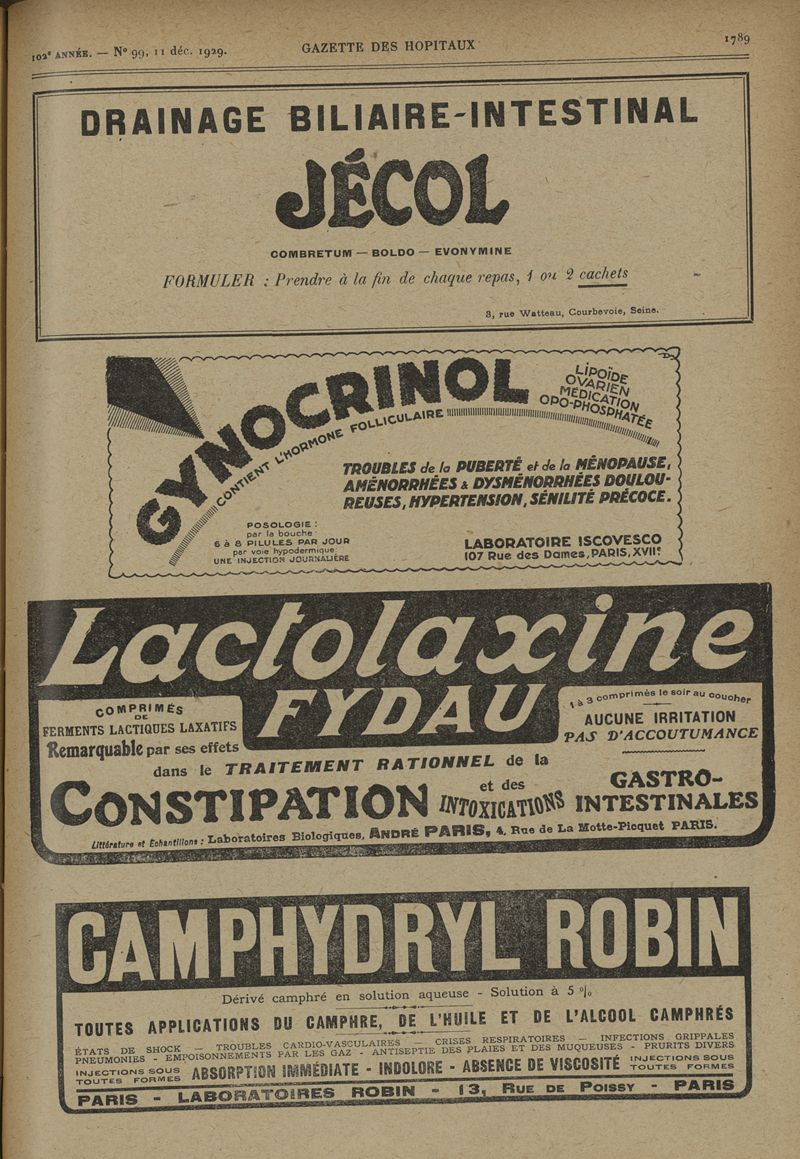 102e ANNÉE. — No 99, 11 déc. 1929.
GAZETTE DES HOPITAUX
1789
DRAINAGE BILIAIRE-INTESTINAL
JÉCOL
COMBRETUM — BOLDO — EVONYMINE
FORMULER : Prendre à la fin de chaque repas, 1 ou 2 cachets
3, rue Watteau, Courbevoie, Seine.
GYNOCRINOL
LIPOÏDE
OVARIEN
MÉDICATION
OPO-PHOSPHATÉE
CONTIENT L'HORMONE FOLLICULAIRE
TROUBLES de la PUBERTÉ et de la MÉNOPAUSE,
AMÉNORRHÉES & DYSMÉNORRHÉES DOULOU-
REUSES, HYPERTENSION, SÉNILITÉ PRÉCOCE.
POSOLOGIE :
par la bouche
6 à 8 PILULES PAR JOUR
par voie hypodermique
UNE INJECTION JOURNALIÈRE
LABORATOIRE ISCOVESCO
107 Rue des Dames, PARIS, XVIIe
Lactolaxine
FYDAU
COMPRIMÉS
DE
FERMENTS LACTIQUES LAXATIFS
1 à 3 comprimés le soir au coucher
AUCUNE IRRITATION
PAS D'ACCOUTUMANCE
Remarquable par ses effets
dans le TRAITEMENT RATIONNEL de la
CONSTIPATION et des INTOXICATIONS GASTRO-
INTESTINALES
Littérature et Échantillons : Laboratoires Biologiques, ANDRÉ PARIS, 4, Rue de La Motte-Picquet PARIS.
CAMPHYDRYL ROBIN
Dérivé camphré en solution aqueuse - Solution à 5 %
TOUTES APPLICATIONS DU CAMPHRE, DE L'HUILE ET DE L'ALCOOL CAMPHRÉS
ÉTATS DE SHOCK — TROUBLES CARDIO-VASCULAIRES — CRISES RESPIRATOIRES — INFECTIONS GRIPPALES
PNEUMONIES - EMPOISONNEMENTS PAR LES GAZ - ANTISEPTIE DES PLAIES ET DES MUQUEUSES - PRURITS DIVERS
INJECTIONS SOUS
TOUTES FORMES
ABSORPTION IMMÉDIATE - INDOLORE - ABSENCE DE VISCOSITÉ
INJECTIONS SOUS
TOUTES FORMES
PARIS - LABORATOIRES ROBIN - 13, RUE DE POISSY - PARIS